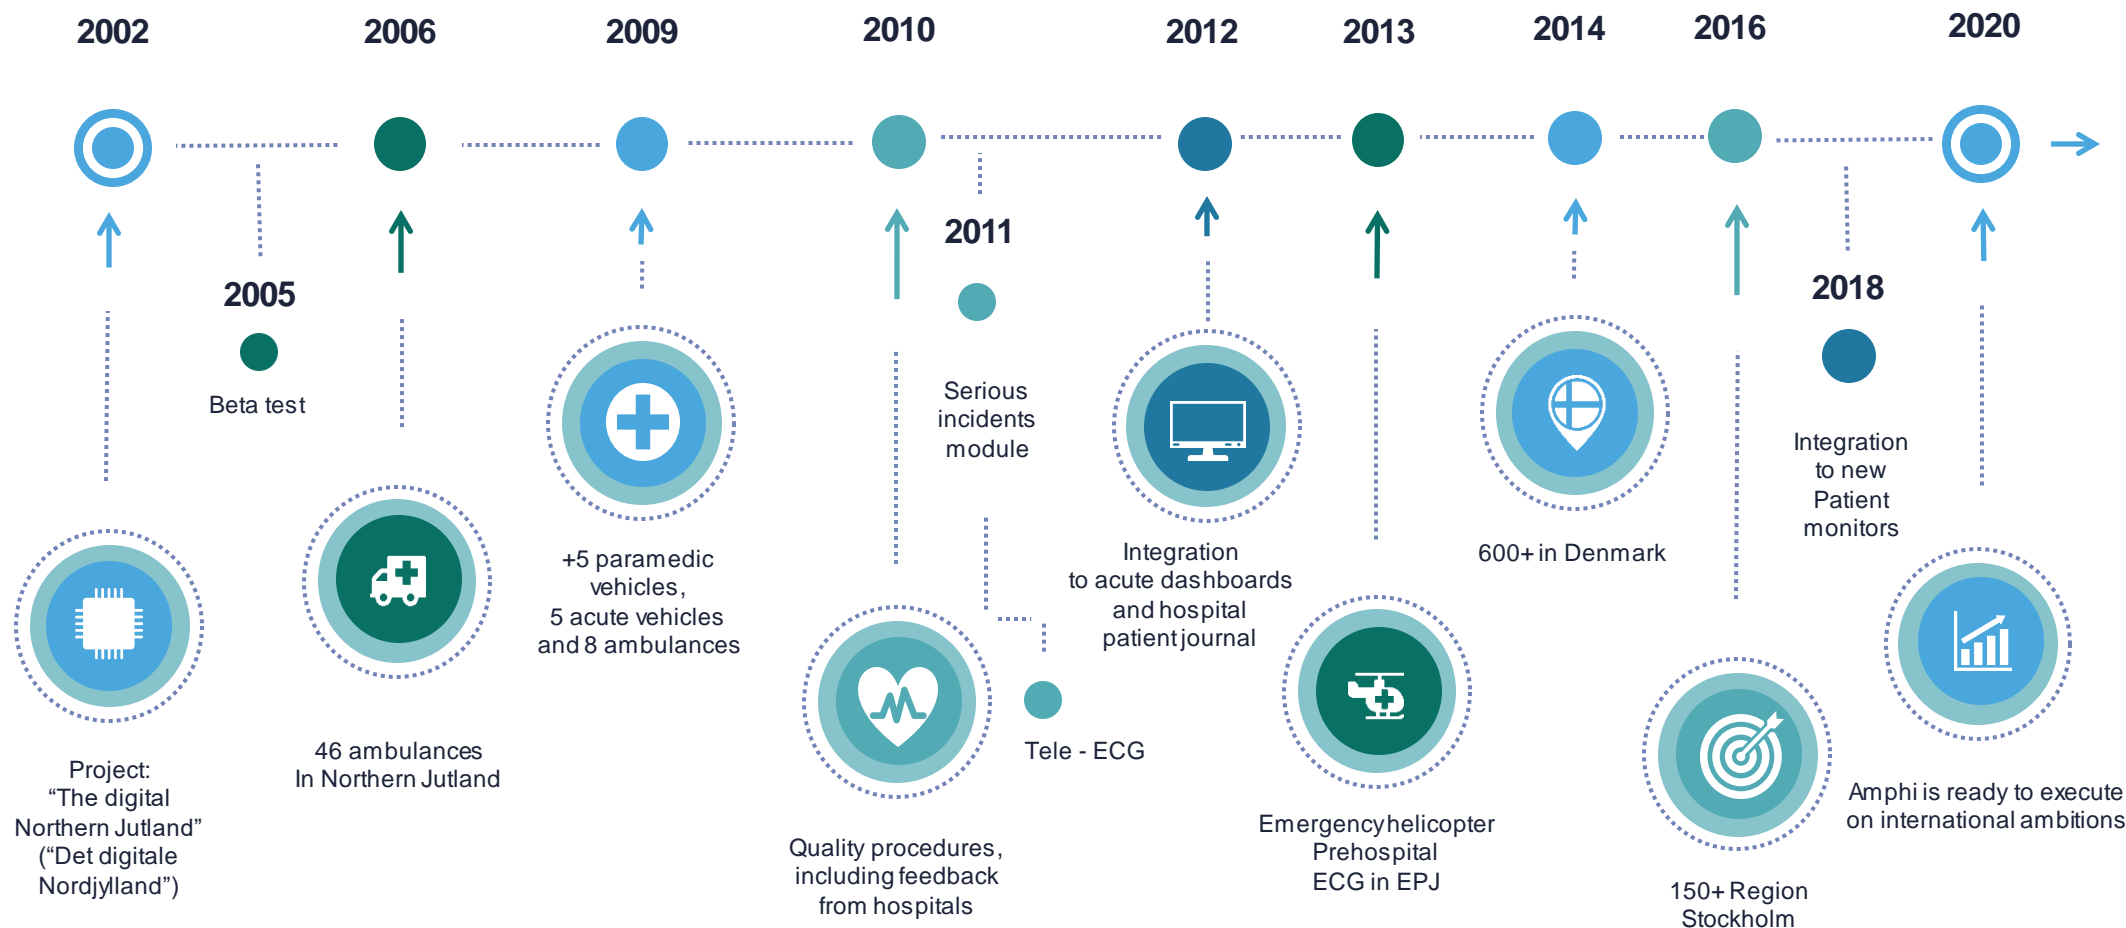 2002
2006
2009
2010
2012
2013
2014
2016
2020
2005
Beta test
2011
Serious
incidents
module
2018
Integration
to new
Patient
monitors
Project:
“The digital
Northern Jutland”
(“Det digitale
Nordjylland”)
46 ambulances
In Northern Jutland
+5 paramedic
vehicles,
5 acute vehicles
and 8 ambulances
Quality procedures,
including feedback
from hospitals
Tele - ECG
Integration
to acute dashboards
and hospital
patient journal
Emergency helicopter
Prehospital
ECG in EPJ
600+ in Denmark
150+ Region
Stockholm
Amphi is ready to execute
on international ambitions